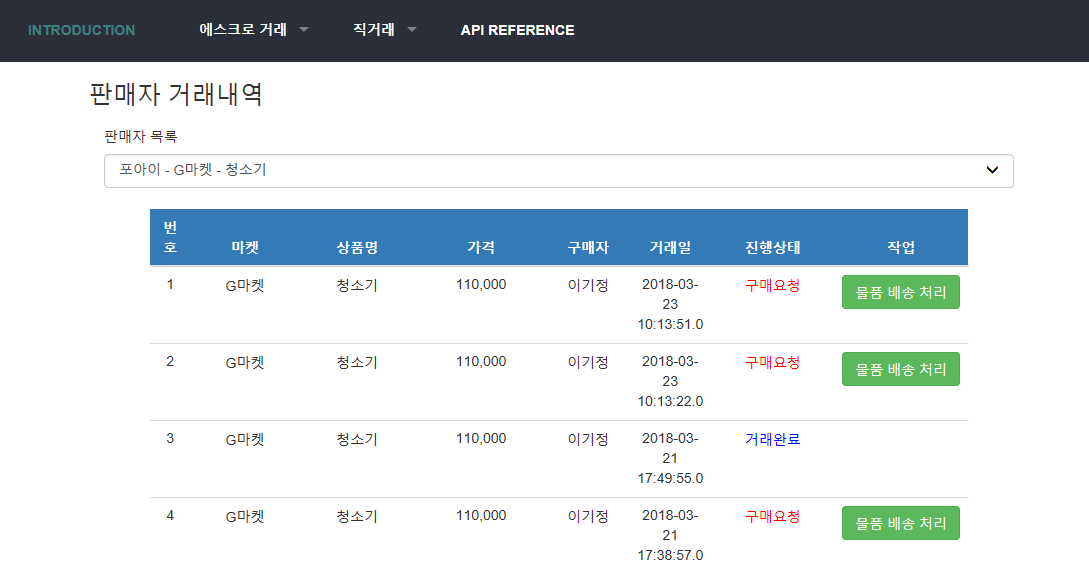 INTRODUCTION 에스크로 거래 직거래 API REFERENCE
판매자 거래내역
판매자 목록
포아이 - G마켓 - 청소기
번
호 마켓 상품명 가격 구매자 거래일 진행상태 작업
1 G마켓 청소기 110,000 이기정 2018-03- 구매요청 물품 배송 처리
23
10:13:51.0
2 G마켓 청소기 110,000 이기정 2018-03- 구매요청 물품 배송 처리
23
10:13:22.0
3 G마켓 청소기 110,000 이기정 2018-03- 거래완료
21
17:49:55.0
4 G마켓 청소기 110,000 이기정 2018-03- 구매요청 물품 배송 처리
21
17:38:57.0